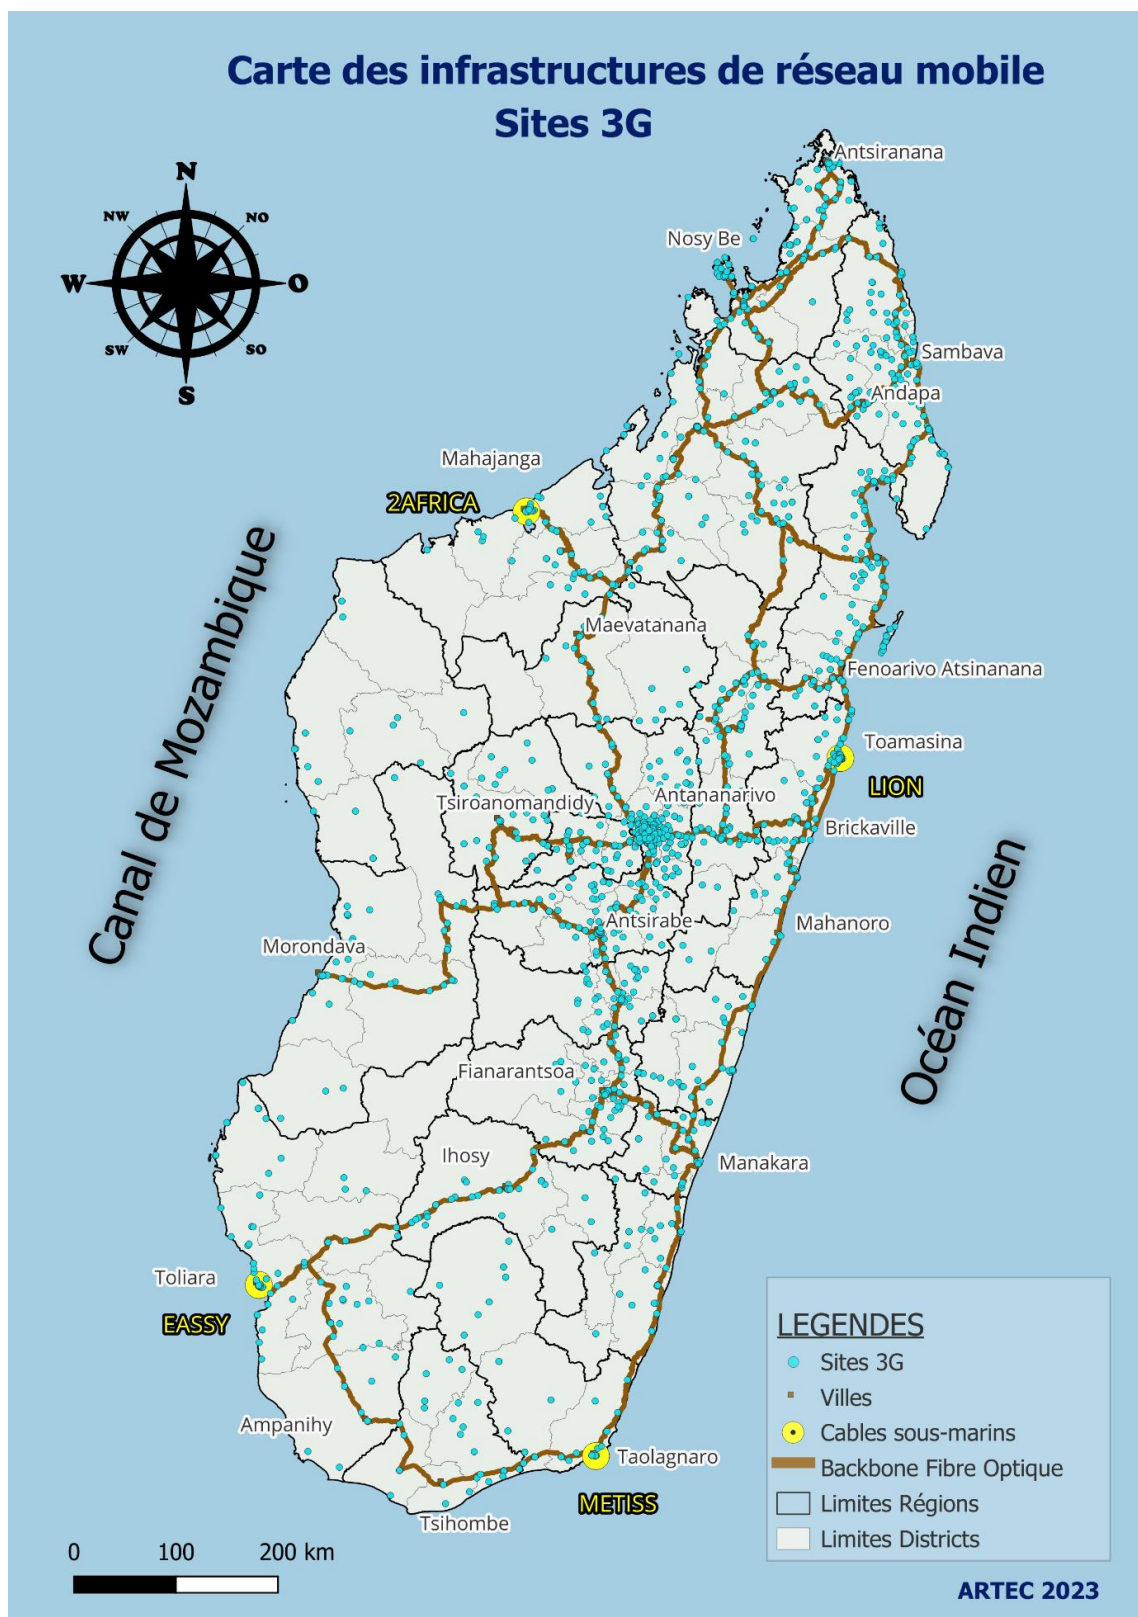 Carte des infrastructures de réseau mobile
Sites 3G
N
NW
NO
W
O
SW
SO
S
Antsiranana
Nosy Be
Sambava
Andapa
Mahajanga
2AFRICA
Canal de Mozambique
Maevatanana
Fenoarivo Atsinanana
Toamasina
LION
Antananarivo
Tsiroanomandidy
Brickaville
Antsirabe
Mahanoro
Morondava
Océan Indien
Fianarantsoa
Ihosy
Manakara
Toliara
EASSY
Ampanihy
Taolagnaro
METISS
Tsihombe
LEGENDES
Sites 3G
Villes
Cables sous-marins
Backbone Fibre Optique
Limites Régions
Limites Districts
0 100 200 km
ARTEC 2023